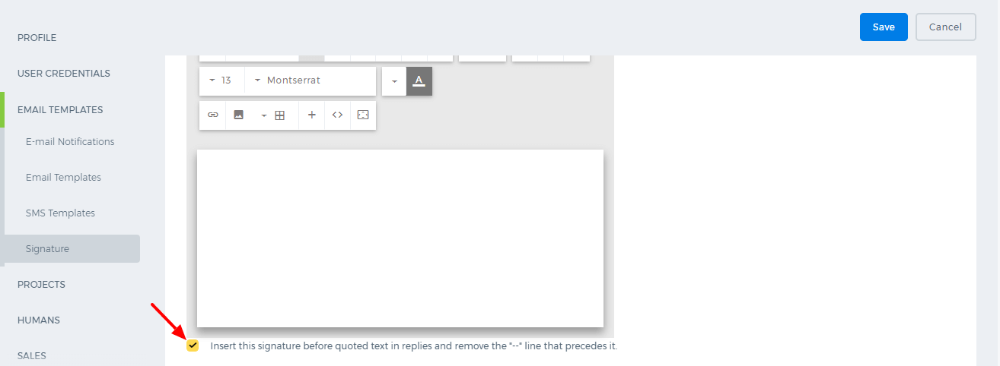 Save
Cancel
PROFILE
USER CREDENTIALS
EMAIL TEMPLATES
E-mail Notifications
Email Templates
SMS Templates
Signature
PROJECTS
HUMANS
SALES
13
Montserrat
A
Insert this signature before quoted text in replies and remove the "--" line that precedes it.